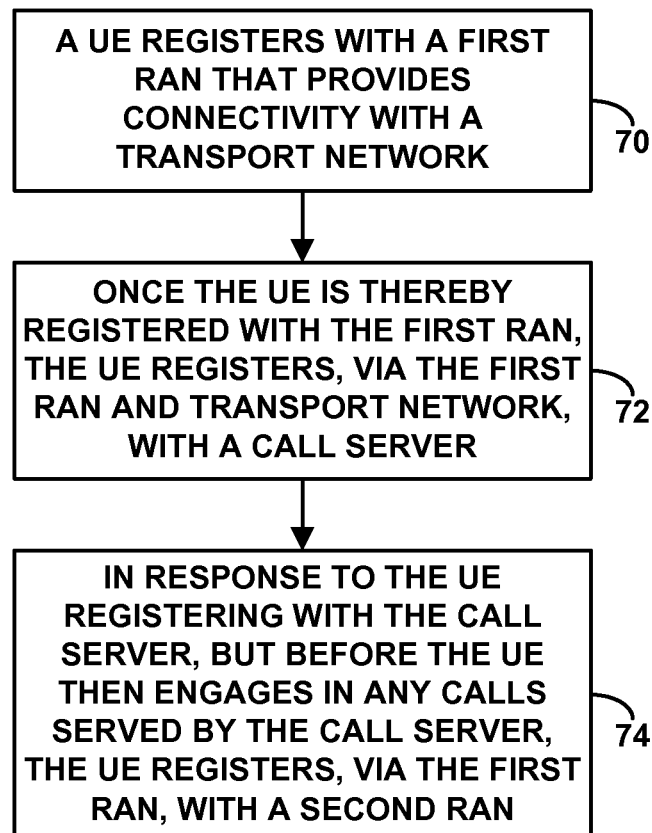 A UE REGISTERS WITH A FIRST
RAN THAT PROVIDES
CONNECTIVITY WITH A
TRANSPORT NETWORK
70
ONCE THE UE IS THEREBY
REGISTERED WITH THE FIRST RAN,
THE UE REGISTERS, VIA THE FIRST
RAN AND TRANSPORT NETWORK,
WITH A CALL SERVER
72
IN RESPONSE TO THE UE
REGISTERING WITH THE CALL
SERVER, BUT BEFORE THE UE
THEN ENGAGES IN ANY CALLS
SERVED BY THE CALL SERVER,
THE UE REGISTERS, VIA THE FIRST
RAN, WITH A SECOND RAN
74